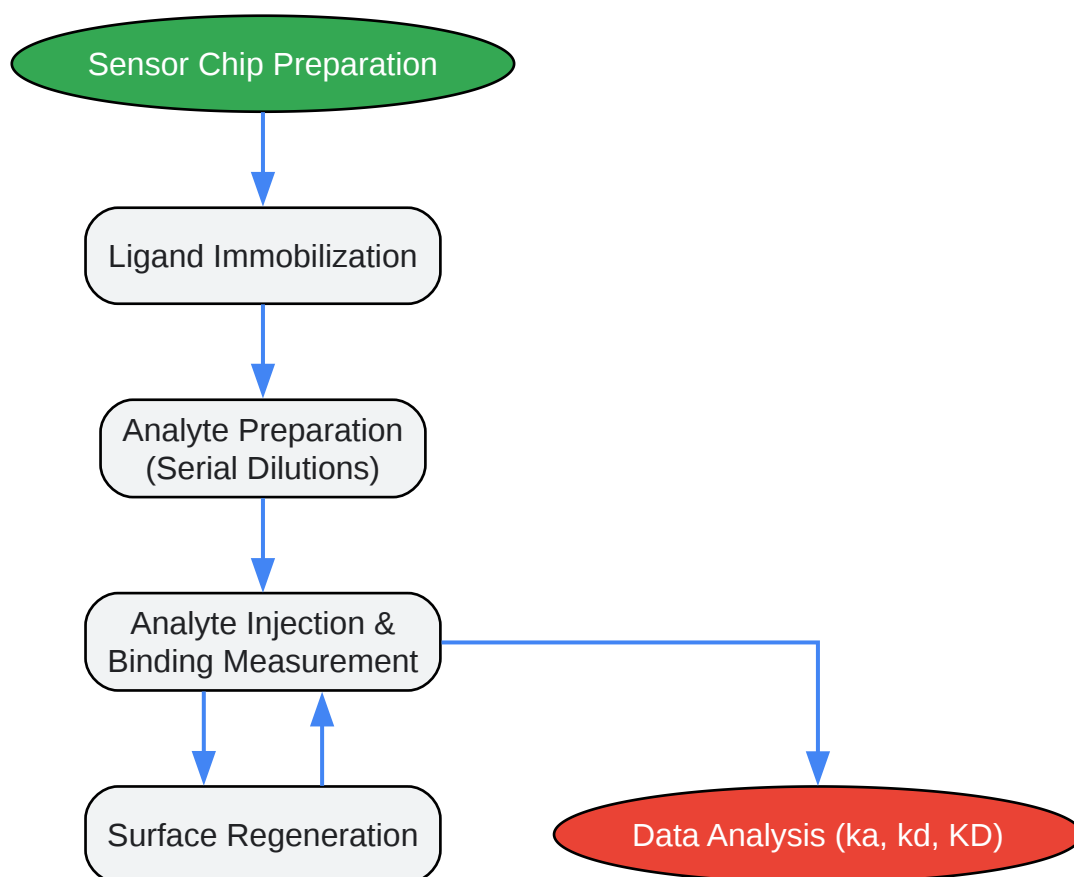 Sensor Chip Preparation
Ligand Immobilization
Analyte Preparation
(Serial Dilutions)
Analyte Injection &
Binding Measurement
Surface Regeneration
Data Analysis (ka, kd, KD)